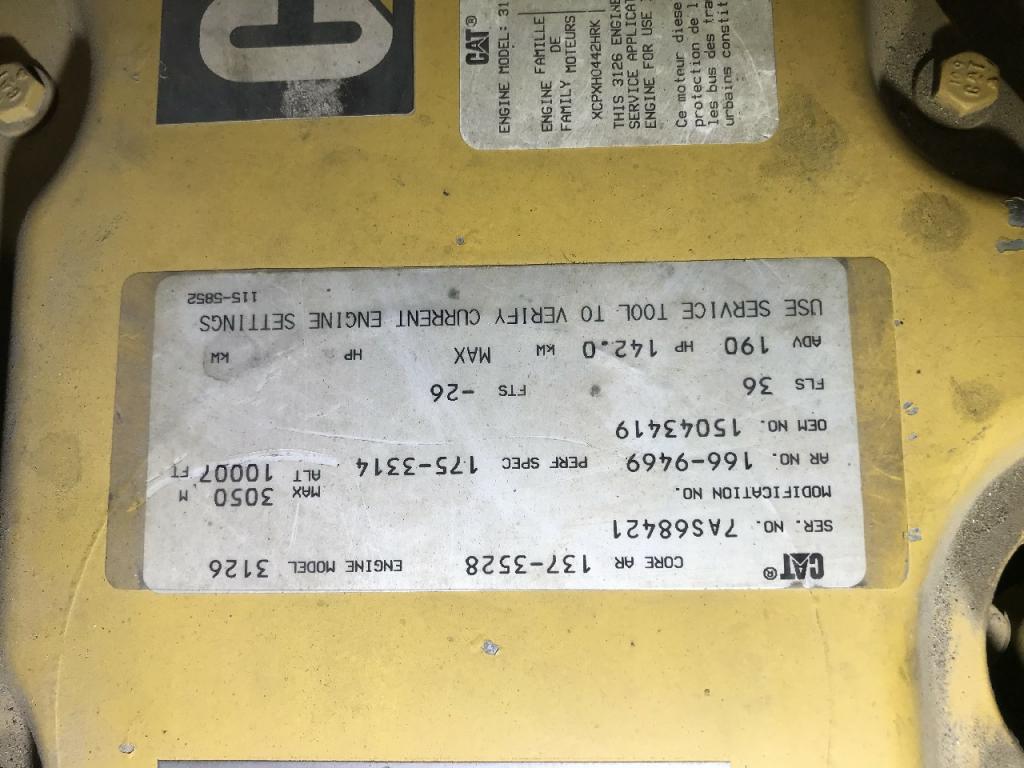 CAT®
ENGINE MODEL: 31
ENGINE FAMILLE
DE
FAMILY MOTEURS
XCPXH0442HRK
THIS 3126 ENGINE
SERVICE APPLICAT
ENGINE FOR USE
Ce moteur diese
protection de l
les bus des tra
urbains constit
CAT® CORE AR 137-3528 ENGINE MODEL 3126
SER. NO. 7AS68421
MODIFICATION NO. MAX 3050 M
AR NO. 166-9469 PERF SPEC 175-3314 ALT 10007 FT
OEM NO. 15043419
FLS 36 FTS -26
ADV 190 HP 142.0 KW MAX HP KW
USE SERVICE TOOL TO VERIFY CURRENT ENGINE SETTINGS
115-5852
CAT